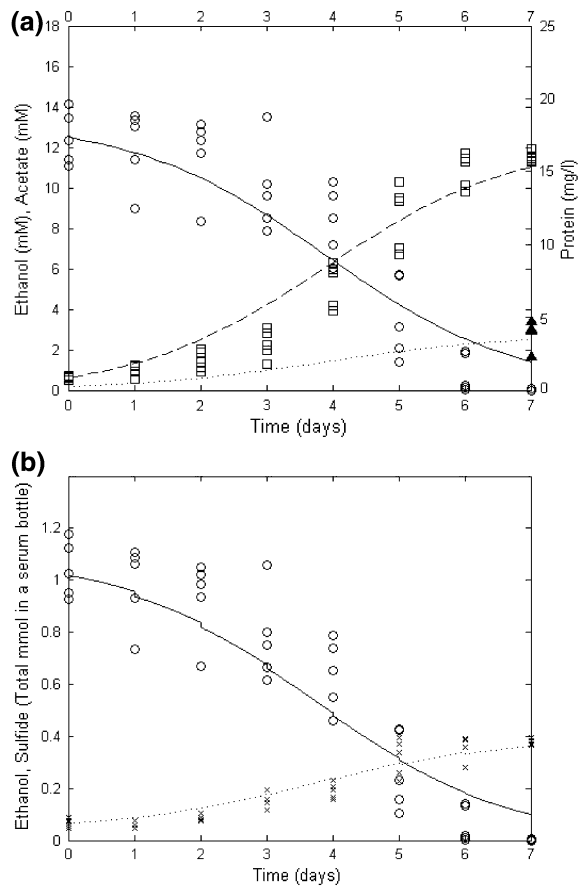 (a)
0 1 2 3 4 5 6 7
18 25
16
14 20
12
10 15
8 10
6
4 5
2
0 0
Ethanol (mM), Acetate (mM)
Protein (mg/l)
0 1 2 3 4 5 6 7
Time (days)
(b)
1.2
1
0.8
0.6
0.4
0.2
0
Ethanol, Sulfide (Total mmol in a serum bottle)
0 1 2 3 4 5 6 7
Time (days)